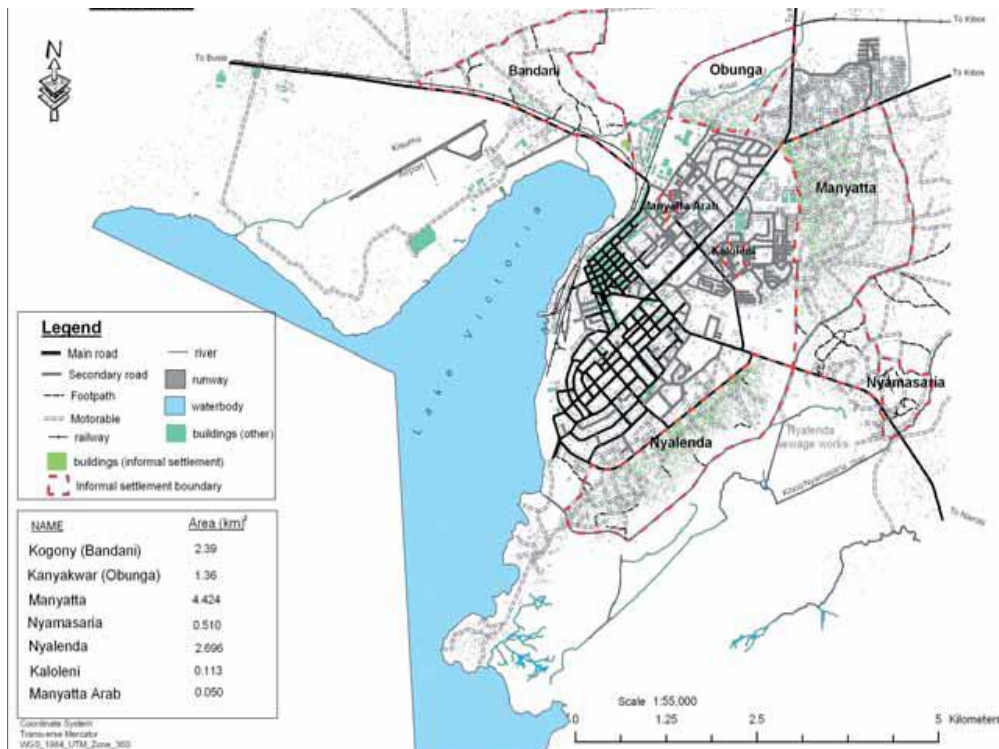 N
To Busia
Bandani
Obunga
To Kibos
To Kibos
Kisumu
Airport
Manyatta
Manyatta Arab
Kaloleni
Lake Victoria
Nyamasaria
Nyalenda
Nyalenda
sewage works
To Nairobi
Legend
Main road
river
Secondary road
runway
Footpath
waterbody
Motorable
railway
buildings (other)
buildings (informal settlement)
Informal settlement boundary
NAME Area (km)²
Kogony (Bandani) 2.39
Kanyakwar (Obunga) 1.36
Manyatta 4.424
Nyamasaria 0.510
Nyalenda 2.696
Kaloleni 0.113
Manyatta Arab 0.050
Scale 1:55,000
0 1.25 2.5 5 Kilometers
Coordinate System:
Transverse Mercator
WGS_1984_UTM_Zone_36S